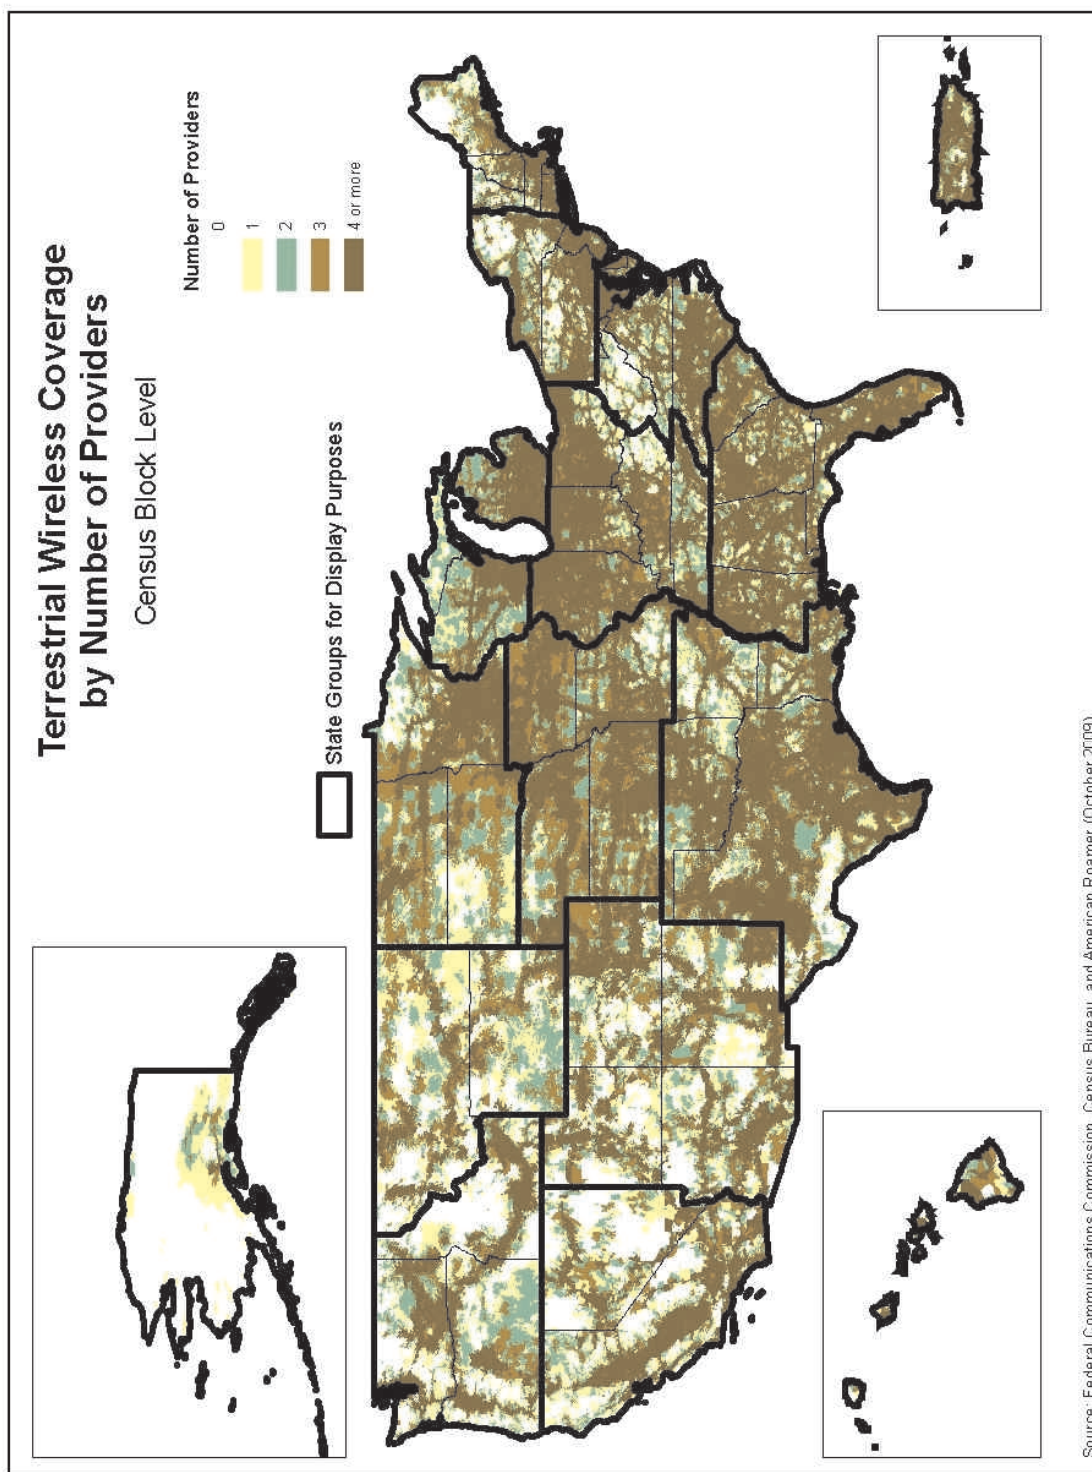 Terrestrial Wireless Coverage
by Number of Providers
Census Block Level
Number of Providers
0
1
2
3
4 or more
State Groups for Display Purposes
Source: Federal Communications Commission, Census Bureau, and American Roamer (October 2009)